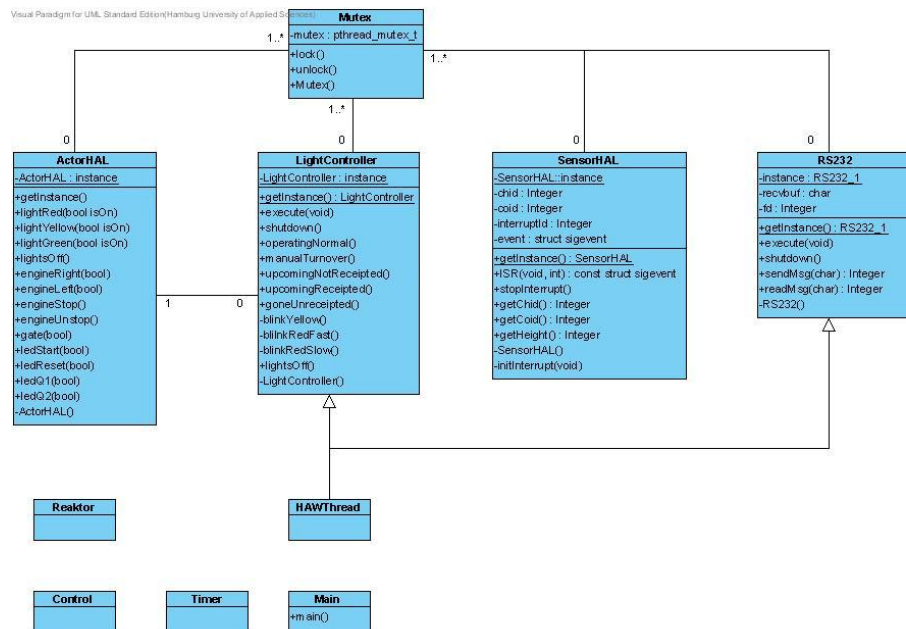 Visual Paradigm for UML Standard Edition(Hamburg University of Applied Sciences)
Mutex
-mutex : pthread_mutex_t
+lock()
+unlock()
+Mutex()
1..*
1..*
1..*
0
0
0
0
ActorHAL
-ActorHAL : instance
+getInstance()
+lightRed(bool isOn)
+lightYellow(bool isOn)
+lightGreen(bool isOn)
+lightsOff()
+engineRight(bool)
+engineLeft(bool)
+engineStop()
+engineUnstop()
+gate(bool)
+ledStart(bool)
+ledReset(bool)
+ledQ1(bool)
+ledQ2(bool)
-ActorHAL()
1
0
LightController
-LightController : instance
+getInstance() : LightController
+execute(void)
+shutdown()
+operatingNormal()
+manualTurnover()
+upcomingNotReceipted()
+upcomingReceipted()
+goneUnreceipted()
-blinkYellow()
-blilnkRedFast()
-blinkRedSlow()
+lightsOff()
-LightController()
SensorHAL
-SensorHAL::instance
-chid : Integer
-coid : Integer
-interruptId : Integer
-event : struct sigevent
+getInstance() : SensorHAL
+ISR(void, int) : const struct sigevent
+stopInterrupt()
+getChid() : Integer
+getCoid() : Integer
+getHeight() : Integer
-SensorHAL()
-initInterrupt(void)
RS232
-instance : RS232_1
-recvbuf : char
-fd : Integer
+getInstance() : RS232_1
+execute(void)
+shutdown()
+sendMsg(char) : Integer
+readMsg(char) : Integer
-RS232()
Reaktor
HAWThread
Control
Timer
Main
+main()